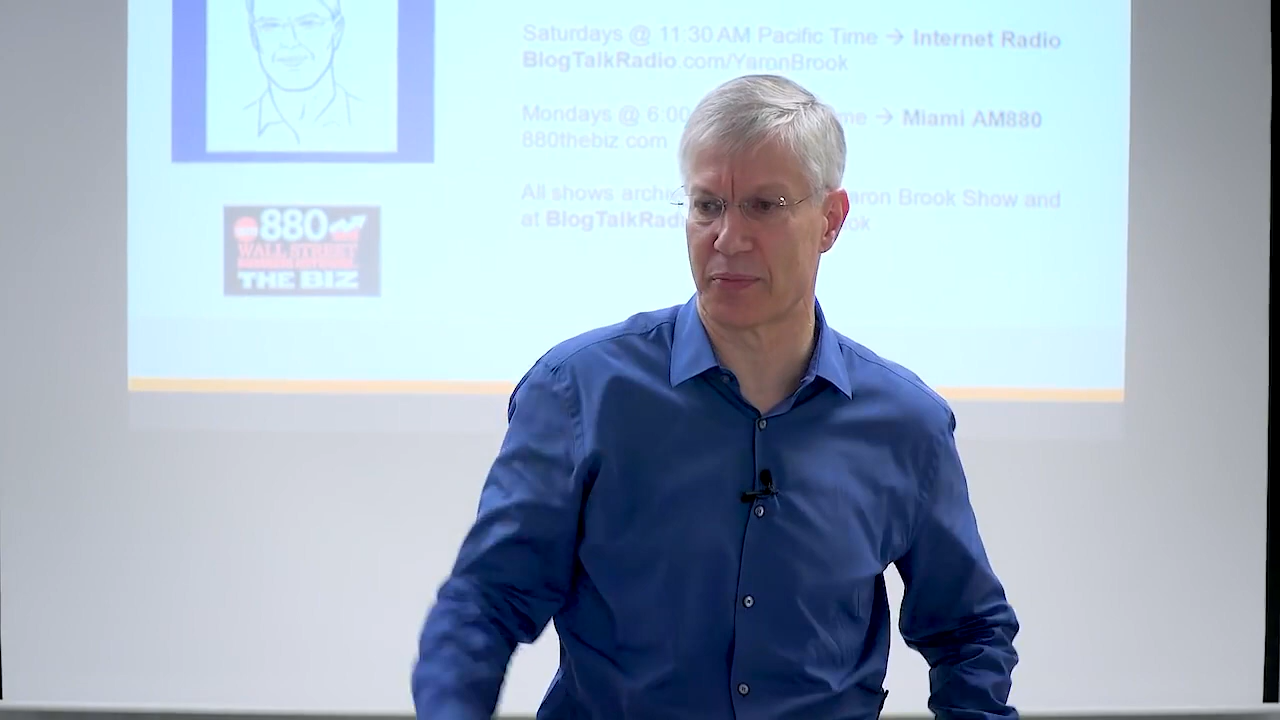 Saturdays @ 11 30 AM Pacific Time → Internet Radio
BlogTalkRadio.com/YaronBrook
Mondays @ 6:00 me → Miami AM880
880thebiz com
All shows archi aron Brook Show and
at BlogTalkRadi ok
880
WALL STREET
THE BIZ